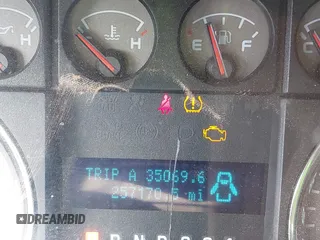 H
E F
TRIP A 35069.6
257170.5 mi
DREAMBID